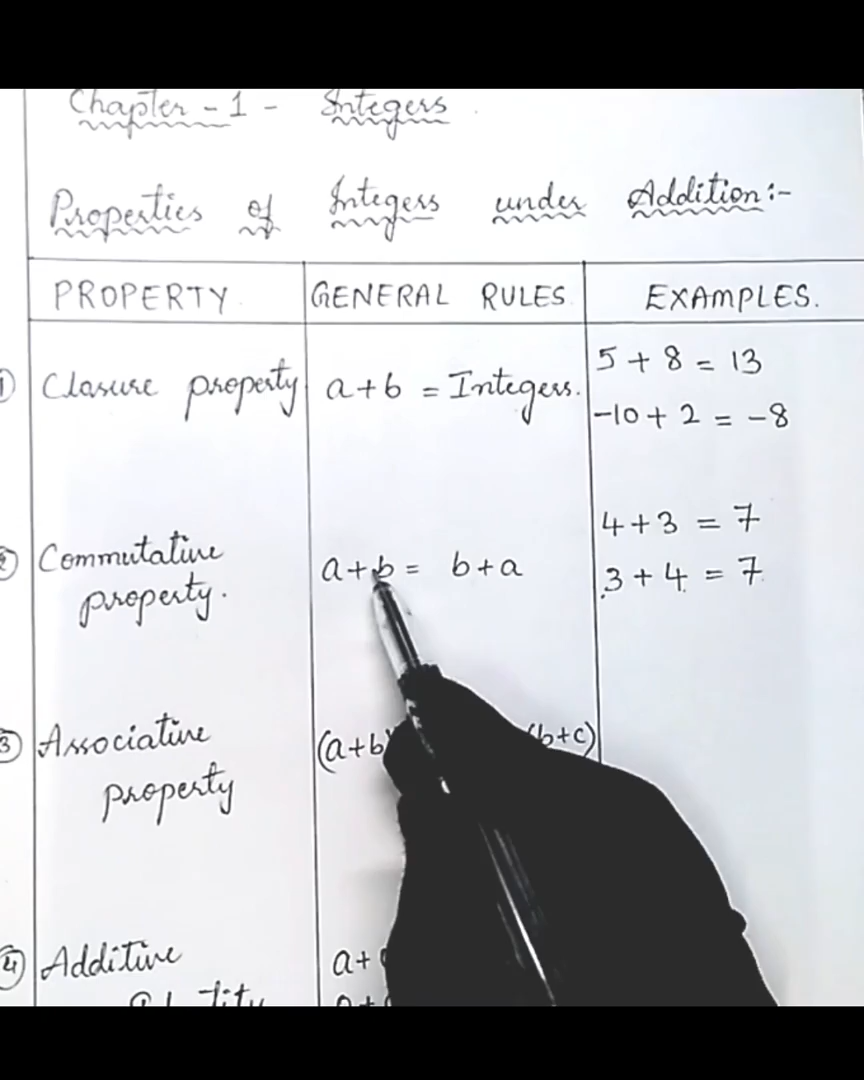 Chapter - 1 - Integers
Properties of Integers under Addition:-
PROPERTY GENERAL RULES EXAMPLES.
① Closure property a+b = Integers. 5 + 8 = 13
-10 + 2 = -8
② Commutative property. a+b = b+a 4+3 = 7
3 + 4 = 7
③ Associative property (a+b) (b+c)
④ Additive a+
a+